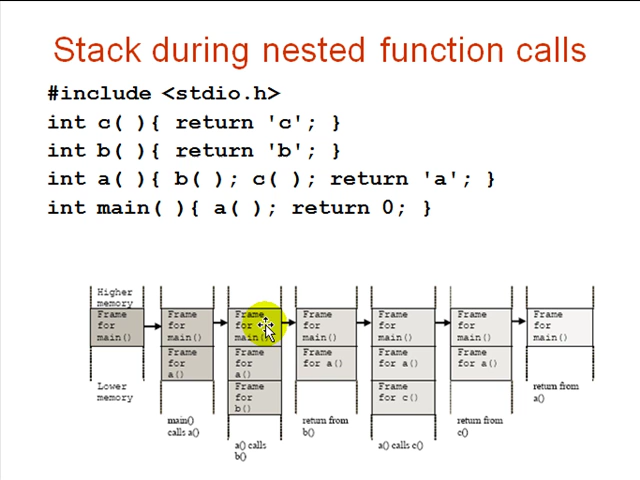 Stack during nested function calls
#include <stdio.h>
int c( ){ return 'c'; }
int b( ){ return 'b'; }
int a( ){ b( ); c( ); return 'a'; }
int main( ){ a( ); return 0; }
Higher
memory
Frame
for
main()
Lower
memory
Frame
for
main()
Frame
for
a()
main()
calls a()
Frame
for
main()
Frame
for
a()
Frame
for
b()
a() calls
b()
Frame
for
main()
Frame
for a()
return from
b()
Frame
for
main()
Frame
for a()
Frame
for c()
a() calls c()
Frame
for
main()
Frame
for a()
return from
c()
Frame
for
main()
return from
a()